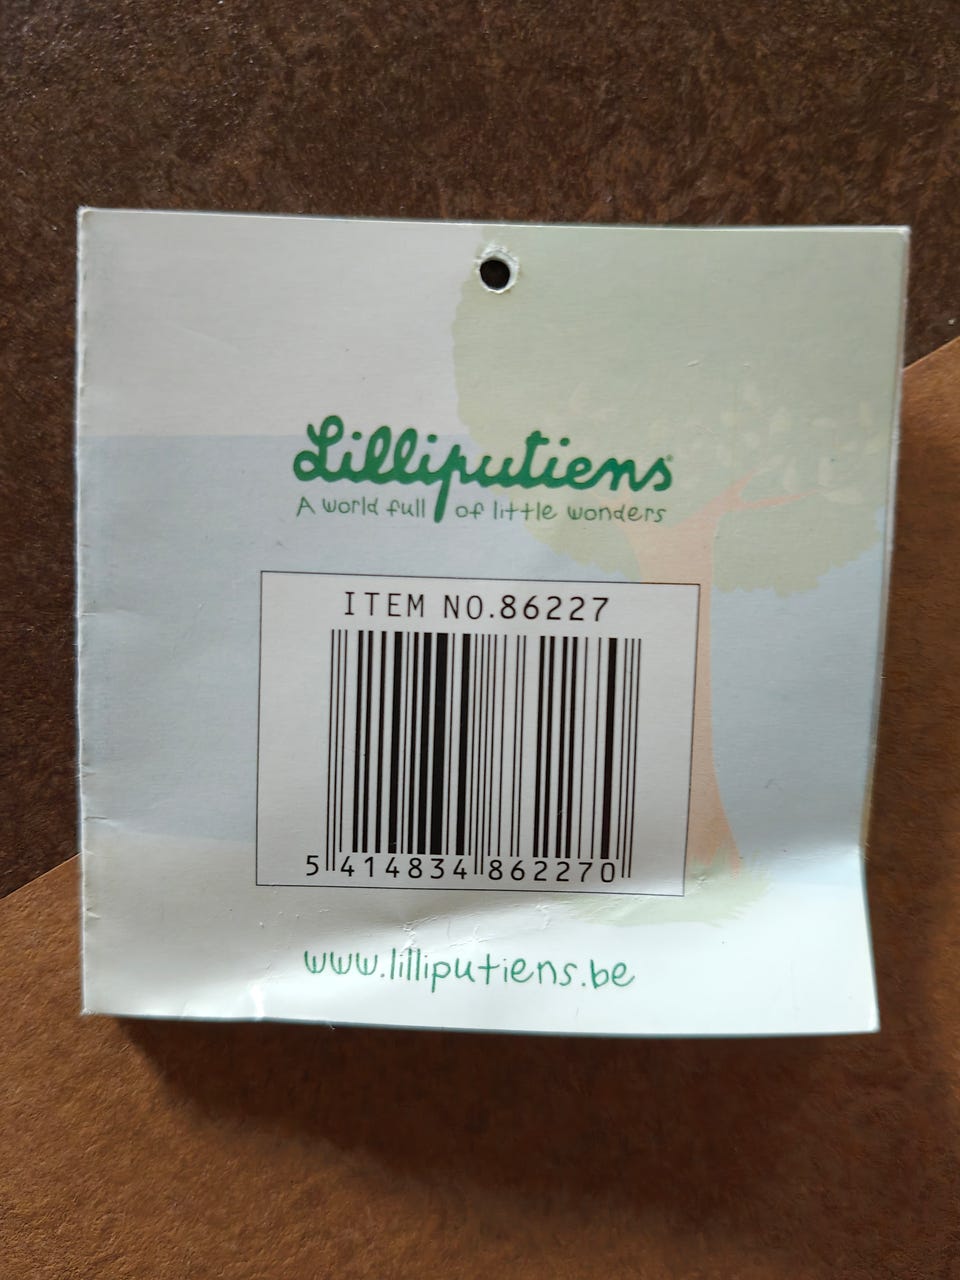 Lilliputiens®
A world full of little wonders
ITEM NO.86227
5 414834 862270
www.lilliputiens.be